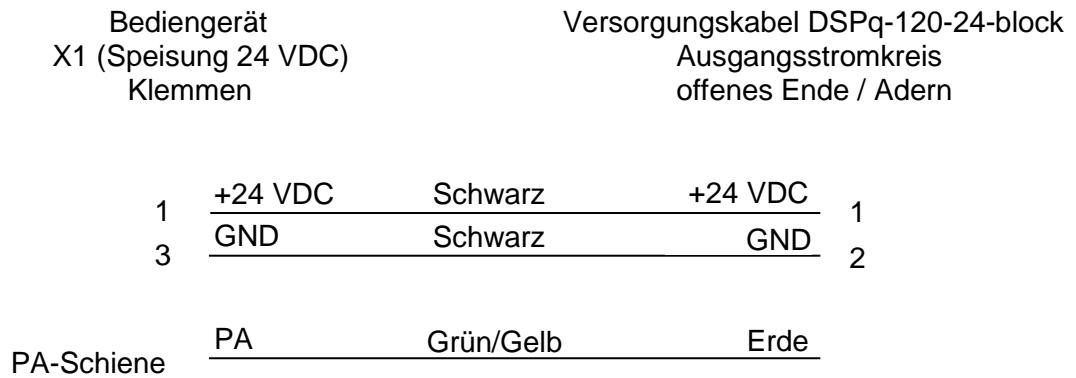 Bediengerät Versorgungskabel DSPq-120-24-block
X1 (Speisung 24 VDC) Ausgangsstromkreis
Klemmen offenes Ende / Adern
1 +24 VDC Schwarz +24 VDC 1
3 GND Schwarz GND 2
PA-Schiene PA Grün/Gelb Erde